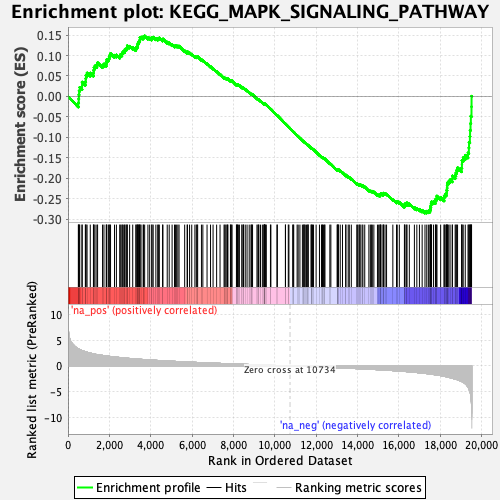 Enrichment plot: KEGG_MAPK_SIGNALING_PATHWAY
Enrichment score (ES)
0.15
0.10
0.05
0.00
-0.05
-0.10
-0.15
-0.20
-0.25
-0.30
'na_pos' (positively correlated)
Ranked list metric (PreRanked)
10
5
0
-5
-10
Zero cross at 10734
'na_neg' (negatively correlated)
0
2,000
4,000
6,000
8,000
10,000
12,000
14,000
16,000
18,000
20,000
Rank in Ordered Dataset
Enrichment profile
Hits
Ranking metric scores